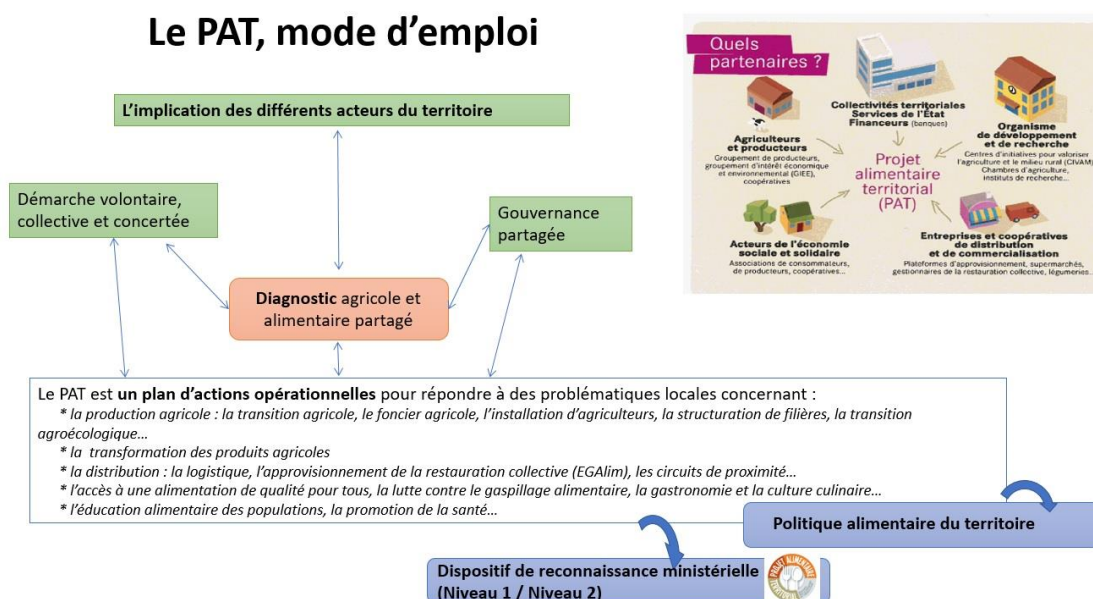 Le PAT, mode d'emploi
L'implication des différents acteurs du territoire
Démarche volontaire,
collective et concertée
Gouvernance
partagée
Diagnostic agricole et
alimentaire partagé
Quels
partenaires ?
Collectivités territoriales
Services de l'État
Financeurs (banques)
Agriculteurs
et producteurs
Groupement de producteurs,
groupement d'intérêt économique
et environnemental (GIEE),
coopératives
Organisme
de développement
et de recherche
Centres d'initiatives pour valoriser
l'agriculture et le milieu rural (CIVAM)
Chambres d'agriculture,
instituts de recherche...
Projet
alimentaire
territorial
(PAT)
Acteurs de l'économie
sociale et solidaire
Associations de consommateurs,
de producteurs, coopératives...
Entreprises et coopératives
de distribution
et de commercialisation
Plateformes d'approvisionnement, supermarchés,
gestionnaires de la restauration collective, légumeries...
Le PAT est un plan d'actions opérationnelles pour répondre à des problématiques locales concernant :
* la production agricole : la transition agricole, le foncier agricole, l'installation d'agriculteurs, la structuration de filières, la transition
agroécologique…
* la transformation des produits agricoles
* la distribution : la logistique, l'approvisionnement de la restauration collective (EGAlim), les circuits de proximité…
* l'accès à une alimentation de qualité pour tous, la lutte contre le gaspillage alimentaire, la gastronomie et la culture culinaire…
* l'éducation alimentaire des populations, la promotion de la santé…
Politique alimentaire du territoire
Dispositif de reconnaissance ministérielle
(Niveau 1 / Niveau 2)
PROJET ALIMENTAIRE